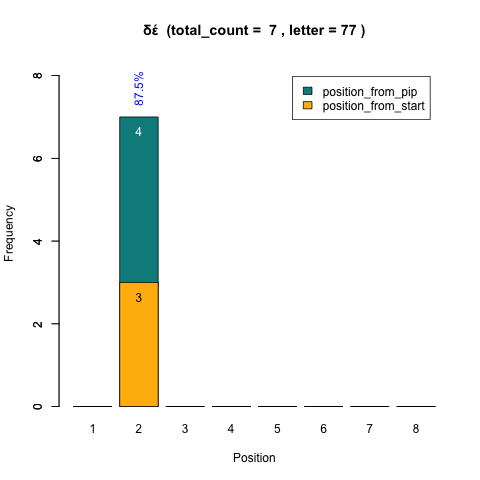 δέ (total_count = 7 , letter = 77 )
87.5%
position_from_pip
position_from_start
4
3
Frequency
0
2
4
6
8
1 2 3 4 5 6 7 8
Position